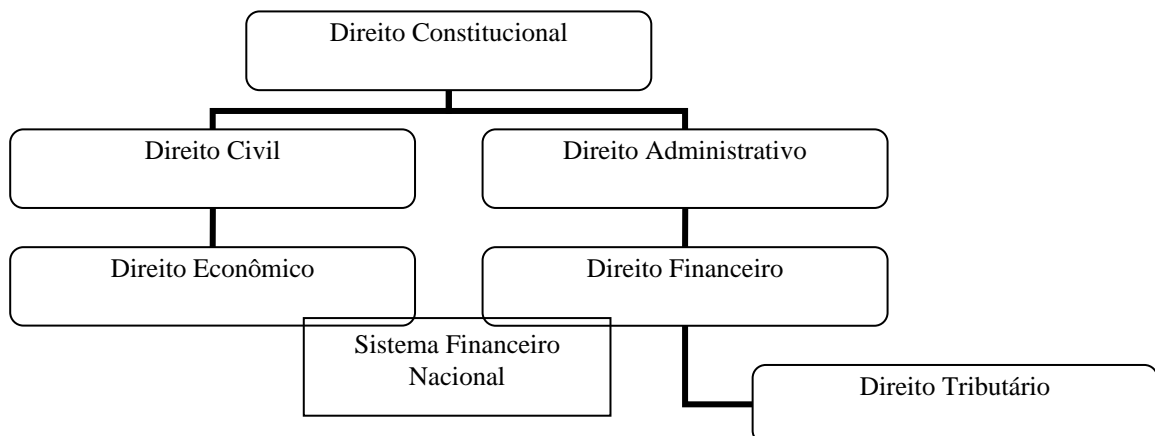 Direito Constitucional
Direito Civil
Direito Administrativo
Direito Econômico
Direito Financeiro
Sistema Financeiro
Nacional
Direito Tributário